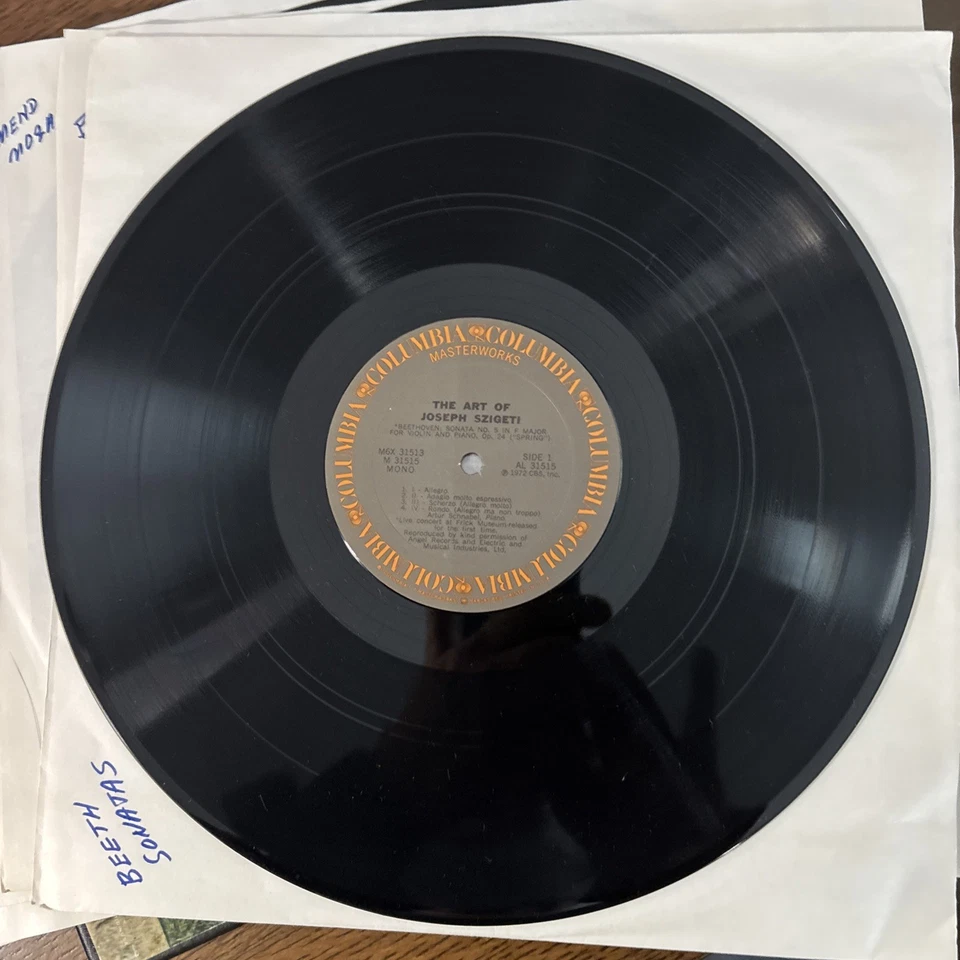 MEND
MOZA
BEETH
SONATAS
COLUMBIA COLUMBIA COLUMBIA COLUMBIA COLUMBIA COLUMBIA COLUMBIA COLUMBIA
MASTERWORKS
THE ART OF
JOSEPH SZIGETI
*BEETHOVEN: SONATA NO. 5 IN F MAJOR
FOR VIOLIN AND PIANO, OP. 24 ("SPRING")
M6X 31513
M 31515
MONO
SIDE 1
AL 31515
℗ 1972 CBS, Inc.
I - Allegro
II - Adagio molto espressivo
III - Scherzo (Allegro molto)
IV - Rondo (Allegro ma non troppo)
Artur Schnabel, Piano
*Live concert at Frick Museum-released
for the first time.
Reproduced by kind permission of
Angel Records and Electric and
Musical Industries, Ltd.